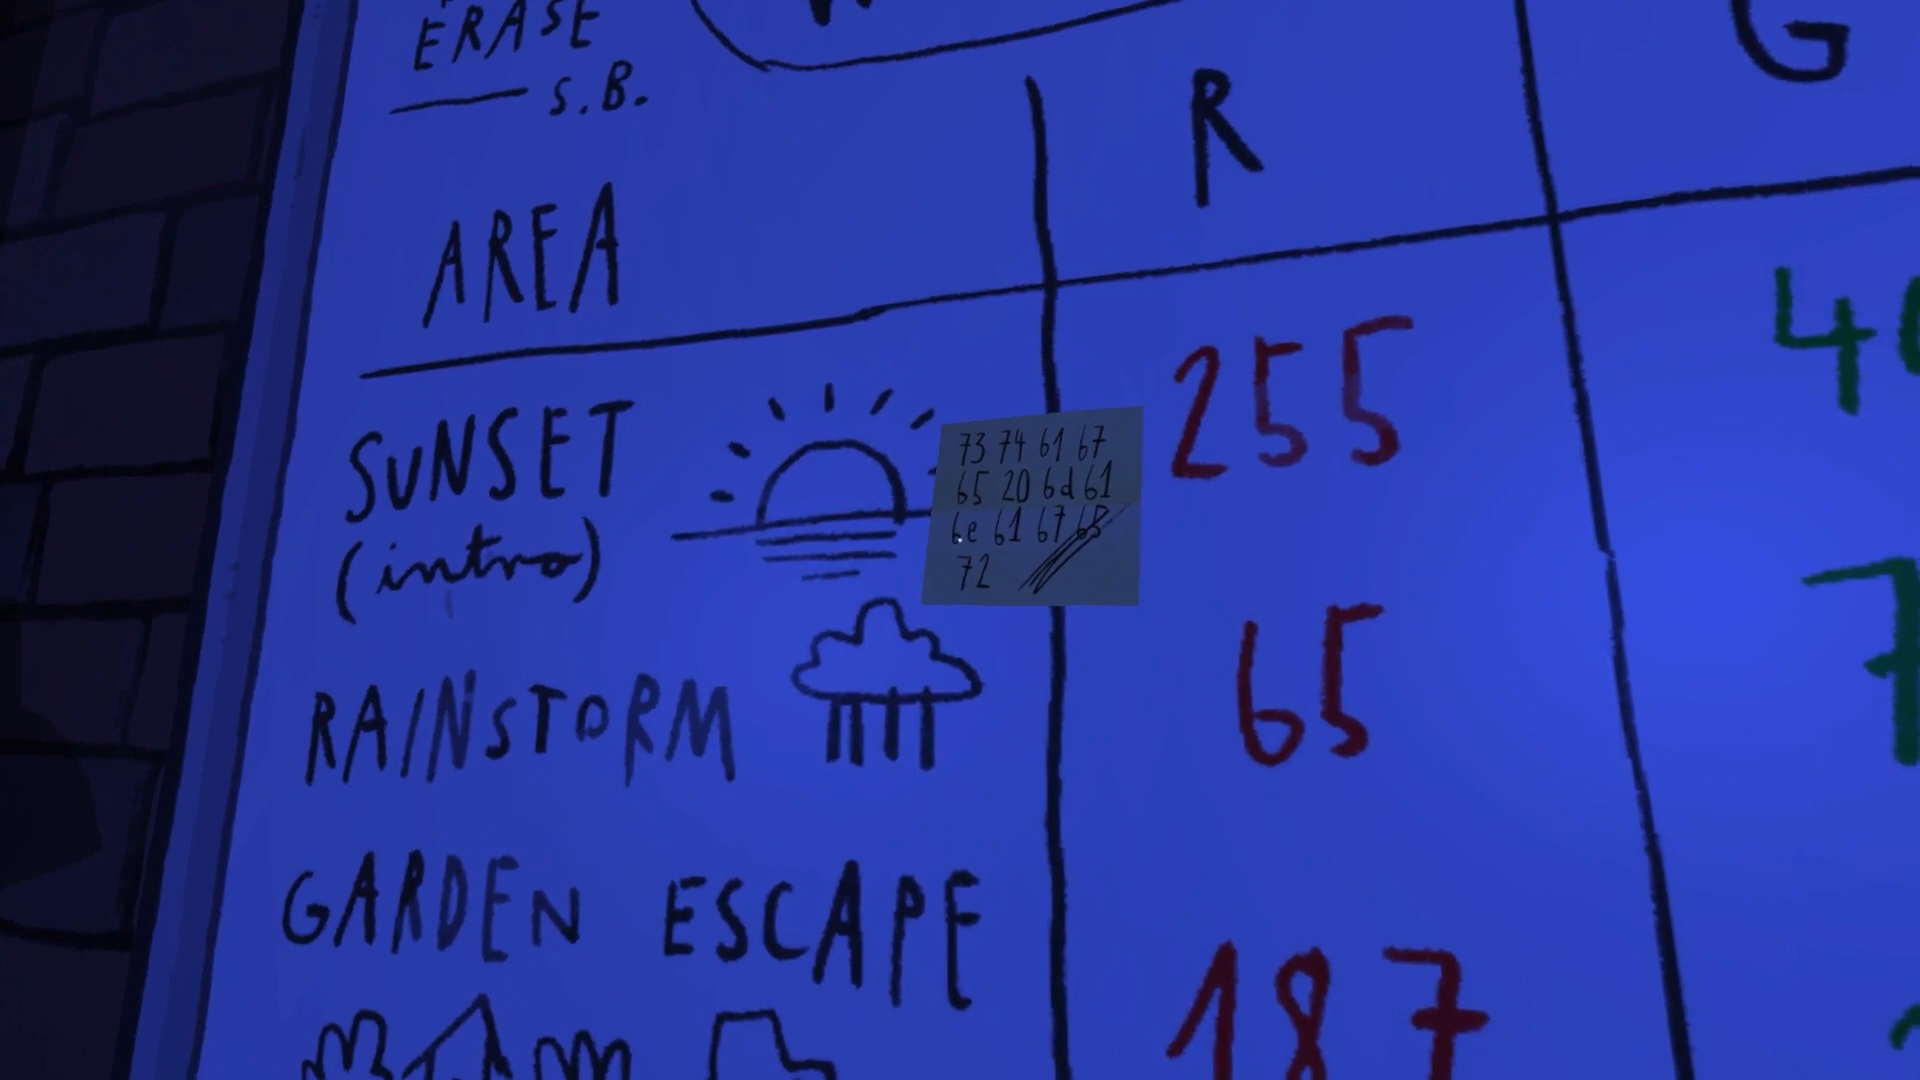 ERASE
S.B.
R
G
AREA
SUNSET
(intro)
255
73 74 61 67
65 20 6d 61
6e 61 67 65
72
RAINSTORM
65
GARDEN ESCAPE
187